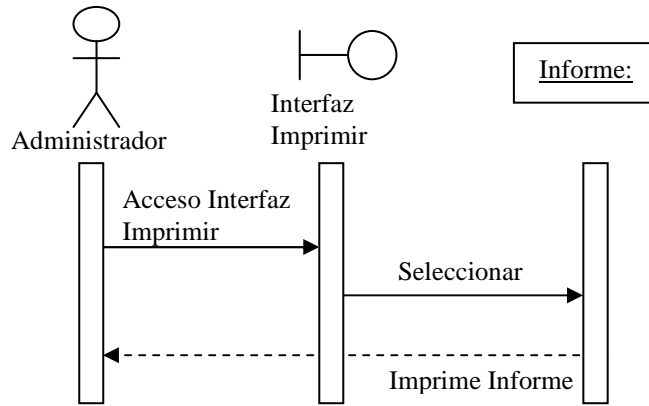 Informe:
Interfaz
Imprimir
Administrador
Acceso Interfaz
Imprimir
Seleccionar
Imprime Informe